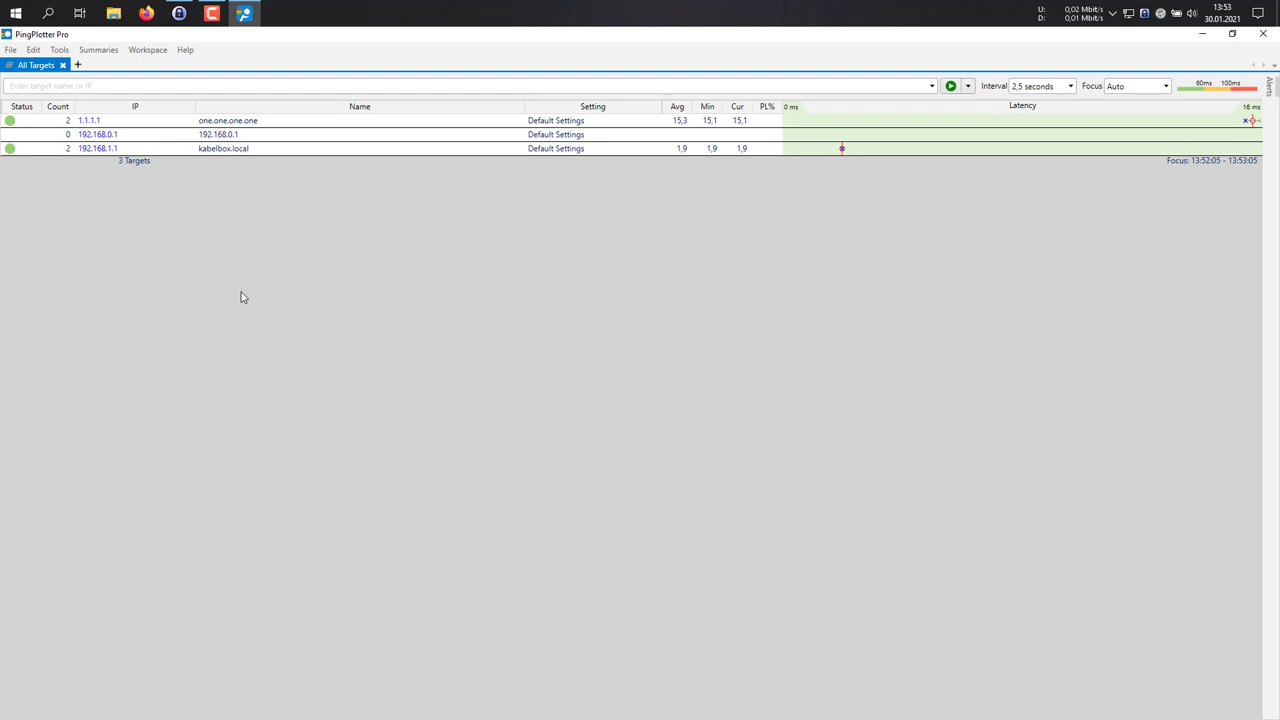 U: 0,02 Mbit/s
D: 0,01 Mbit/s
13:53
30.01.2021
PingPlotter Pro
File Edit Tools Summaries Workspace Help
All Targets
Enter target name or IP
Interval 2,5 seconds Focus Auto 60ms 100ms
Alerts
Status Count IP Name Setting Avg Min Cur PL% 0 ms Latency 16 ms
2 1.1.1.1 one.one.one.one Default Settings 15,3 15,1 15,1
0 192.168.0.1 192.168.0.1 Default Settings
2 192.168.1.1 kabelbox.local Default Settings 1,9 1,9 1,9
3 Targets Focus: 13:52:05 - 13:53:05